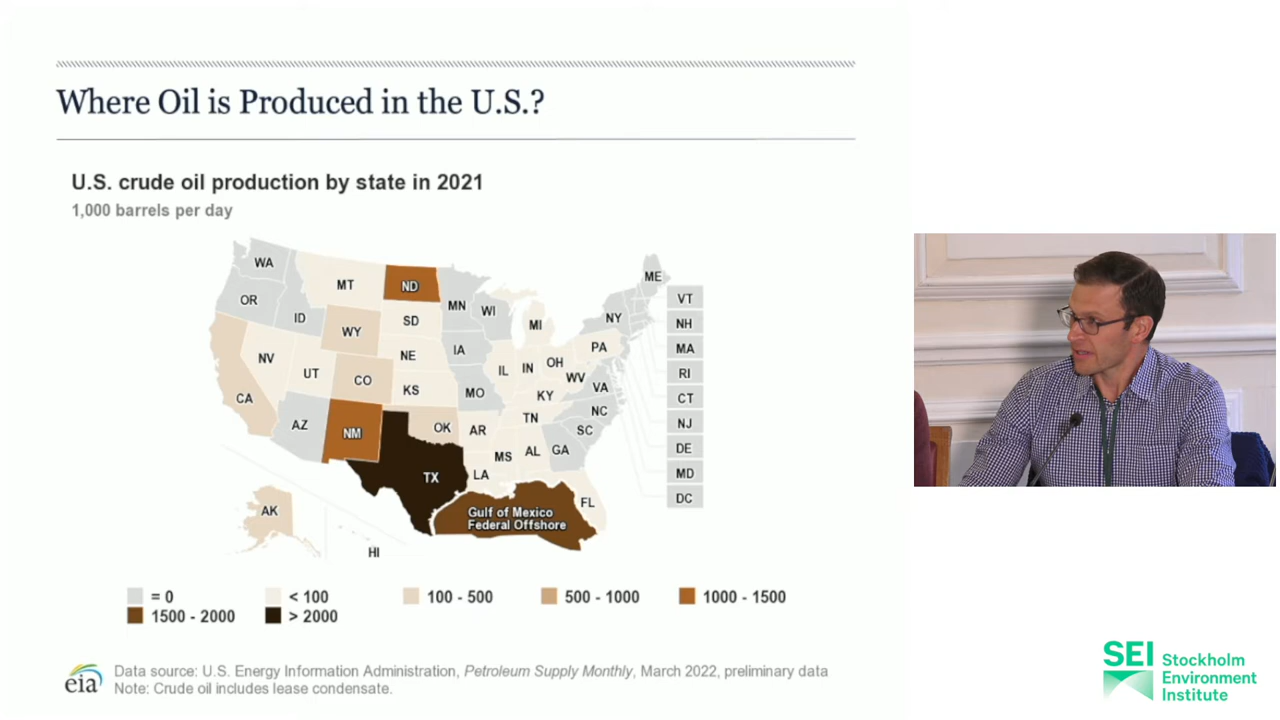 Where Oil is Produced in the U.S.?
U.S. crude oil production by state in 2021
1,000 barrels per day
WA
MT
ND
ME
OR
ID
WY
SD
MN
WI
MI
NY
VT
NH
MA
RI
CT
NJ
DE
MD
DC
NV
UT
CO
NE
IA
IL
IN
OH
PA
CA
KS
MO
KY
WV
VA
AZ
NM
OK
AR
TN
NC
SC
TX
LA
MS
AL
GA
FL
AK
HI
Gulf of Mexico
Federal Offshore
= 0
< 100
100 - 500
500 - 1000
1000 - 1500
1500 - 2000
> 2000
eia
Data source: U.S. Energy Information Administration, Petroleum Supply Monthly, March 2022, preliminary data
Note: Crude oil includes lease condensate.
SEI
Stockholm
Environment
Institute